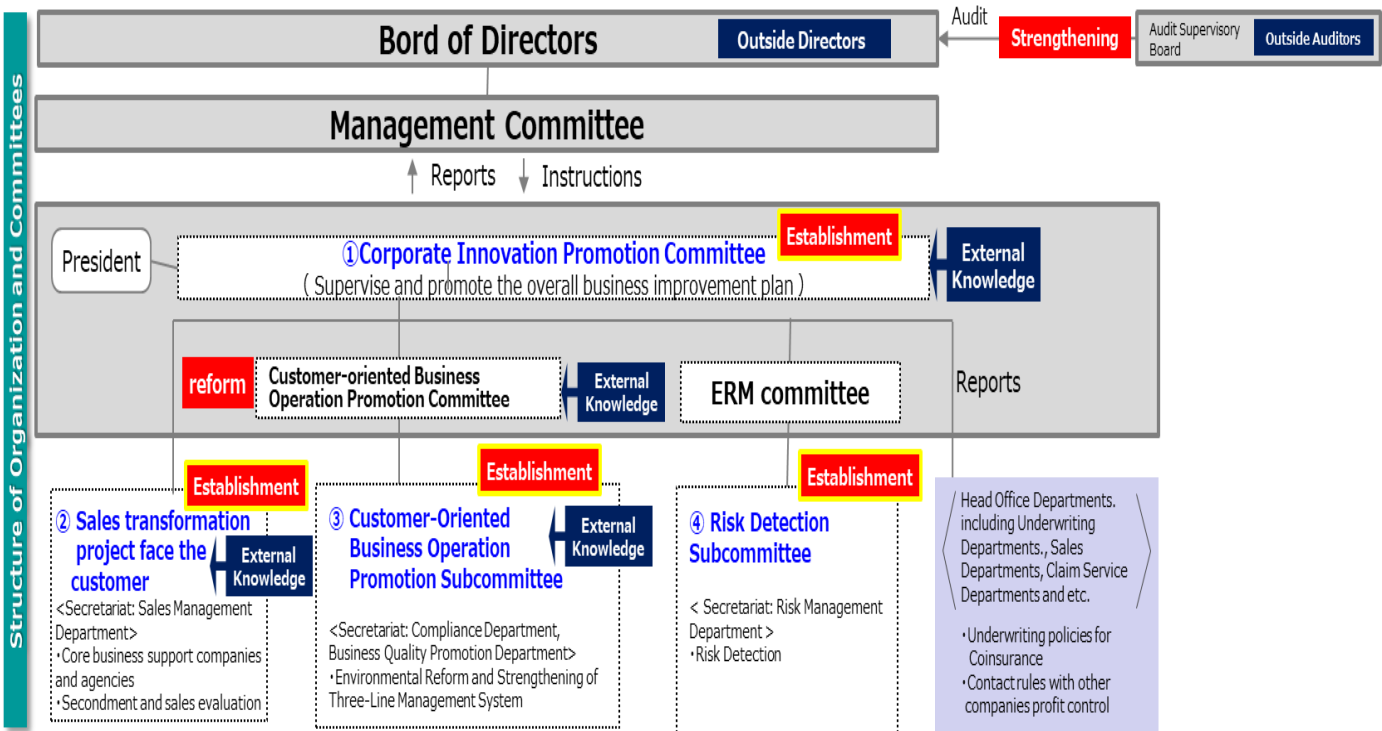 Structure of Organization and Committees
Bord of Directors
Outside Directors
Audit
Strengthening
Audit Supervisory
Board
Outside Auditors
Management Committee
Reports
Instructions
President
①Corporate Innovation Promotion Committee
( Supervise and promote the overall business improvement plan )
Establishment
External
Knowledge
reform
Customer-oriented Business
Operation Promotion Committee
External
Knowledge
ERM committee
Reports
Establishment
② Sales transformation
project face the
customer
External
Knowledge
<Secretariat: Sales Management
Department>
・Core business support companies
and agencies
・Secondment and sales evaluation
Establishment
③ Customer-Oriented
Business Operation
Promotion Subcommittee
External
Knowledge
<Secretariat: Compliance Department,
Business Quality Promotion Department>
・Environmental Reform and Strengthening of
Three-Line Management System
Establishment
④ Risk Detection
Subcommittee
< Secretariat: Risk Management
Department >
・Risk Detection
Head Office Departments.
including Underwriting
Departments., Sales
Departments, Claim Service
Departments and etc.
・Underwriting policies for
Coinsurance
・Contact rules with other
companies profit control